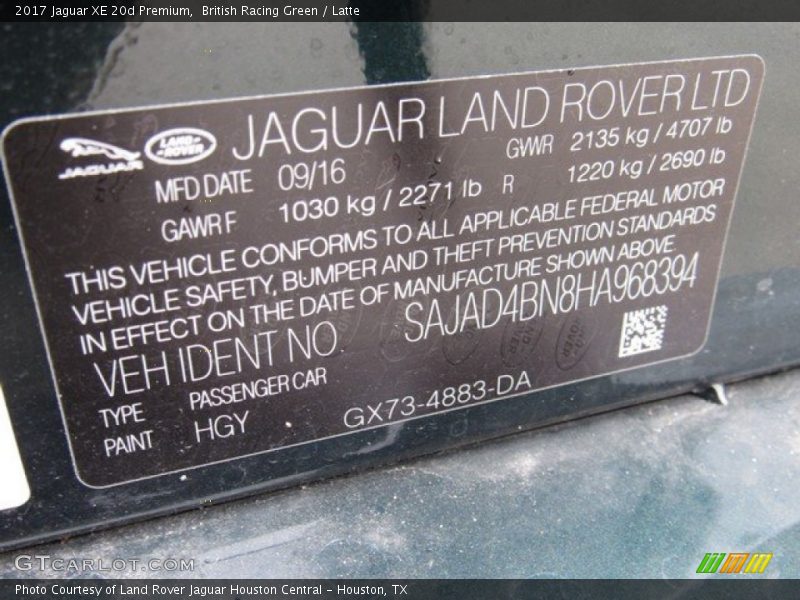 2017 Jaguar XE 20d Premium, British Racing Green / Latte
JAGUAR
LAND-
ROVER
JAGUAR LAND ROVER LTD
MFD DATE 09/16 GWR 2135 kg / 4707 lb
GAWR F 1030 kg / 2271 lb R 1220 kg / 2690 lb
THIS VEHICLE CONFORMS TO ALL APPLICABLE FEDERAL MOTOR
VEHICLE SAFETY, BUMPER AND THEFT PREVENTION STANDARDS
IN EFFECT ON THE DATE OF MANUFACTURE SHOWN ABOVE.
VEH IDENT NO SAJAD4BN8HA968394
TYPE PASSENGER CAR
PAINT HGY GX73-4883-DA
GTCarLot.com
Photo Courtesy of Land Rover Jaguar Houston Central - Houston, TX